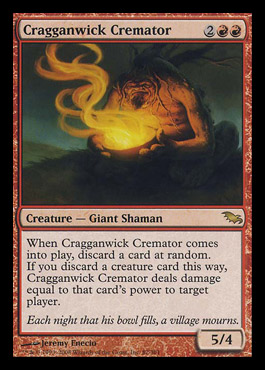 Cragganwick Cremator
2
Creature — Giant Shaman
When Cragganwick Cremator comes
into play, discard a card at random.
If you discard a creature card this way,
Cragganwick Cremator deals damage
equal to that card's power to target
player.
Each night that his bowl fills, a village mourns.
5/4
Jeremy Enecio